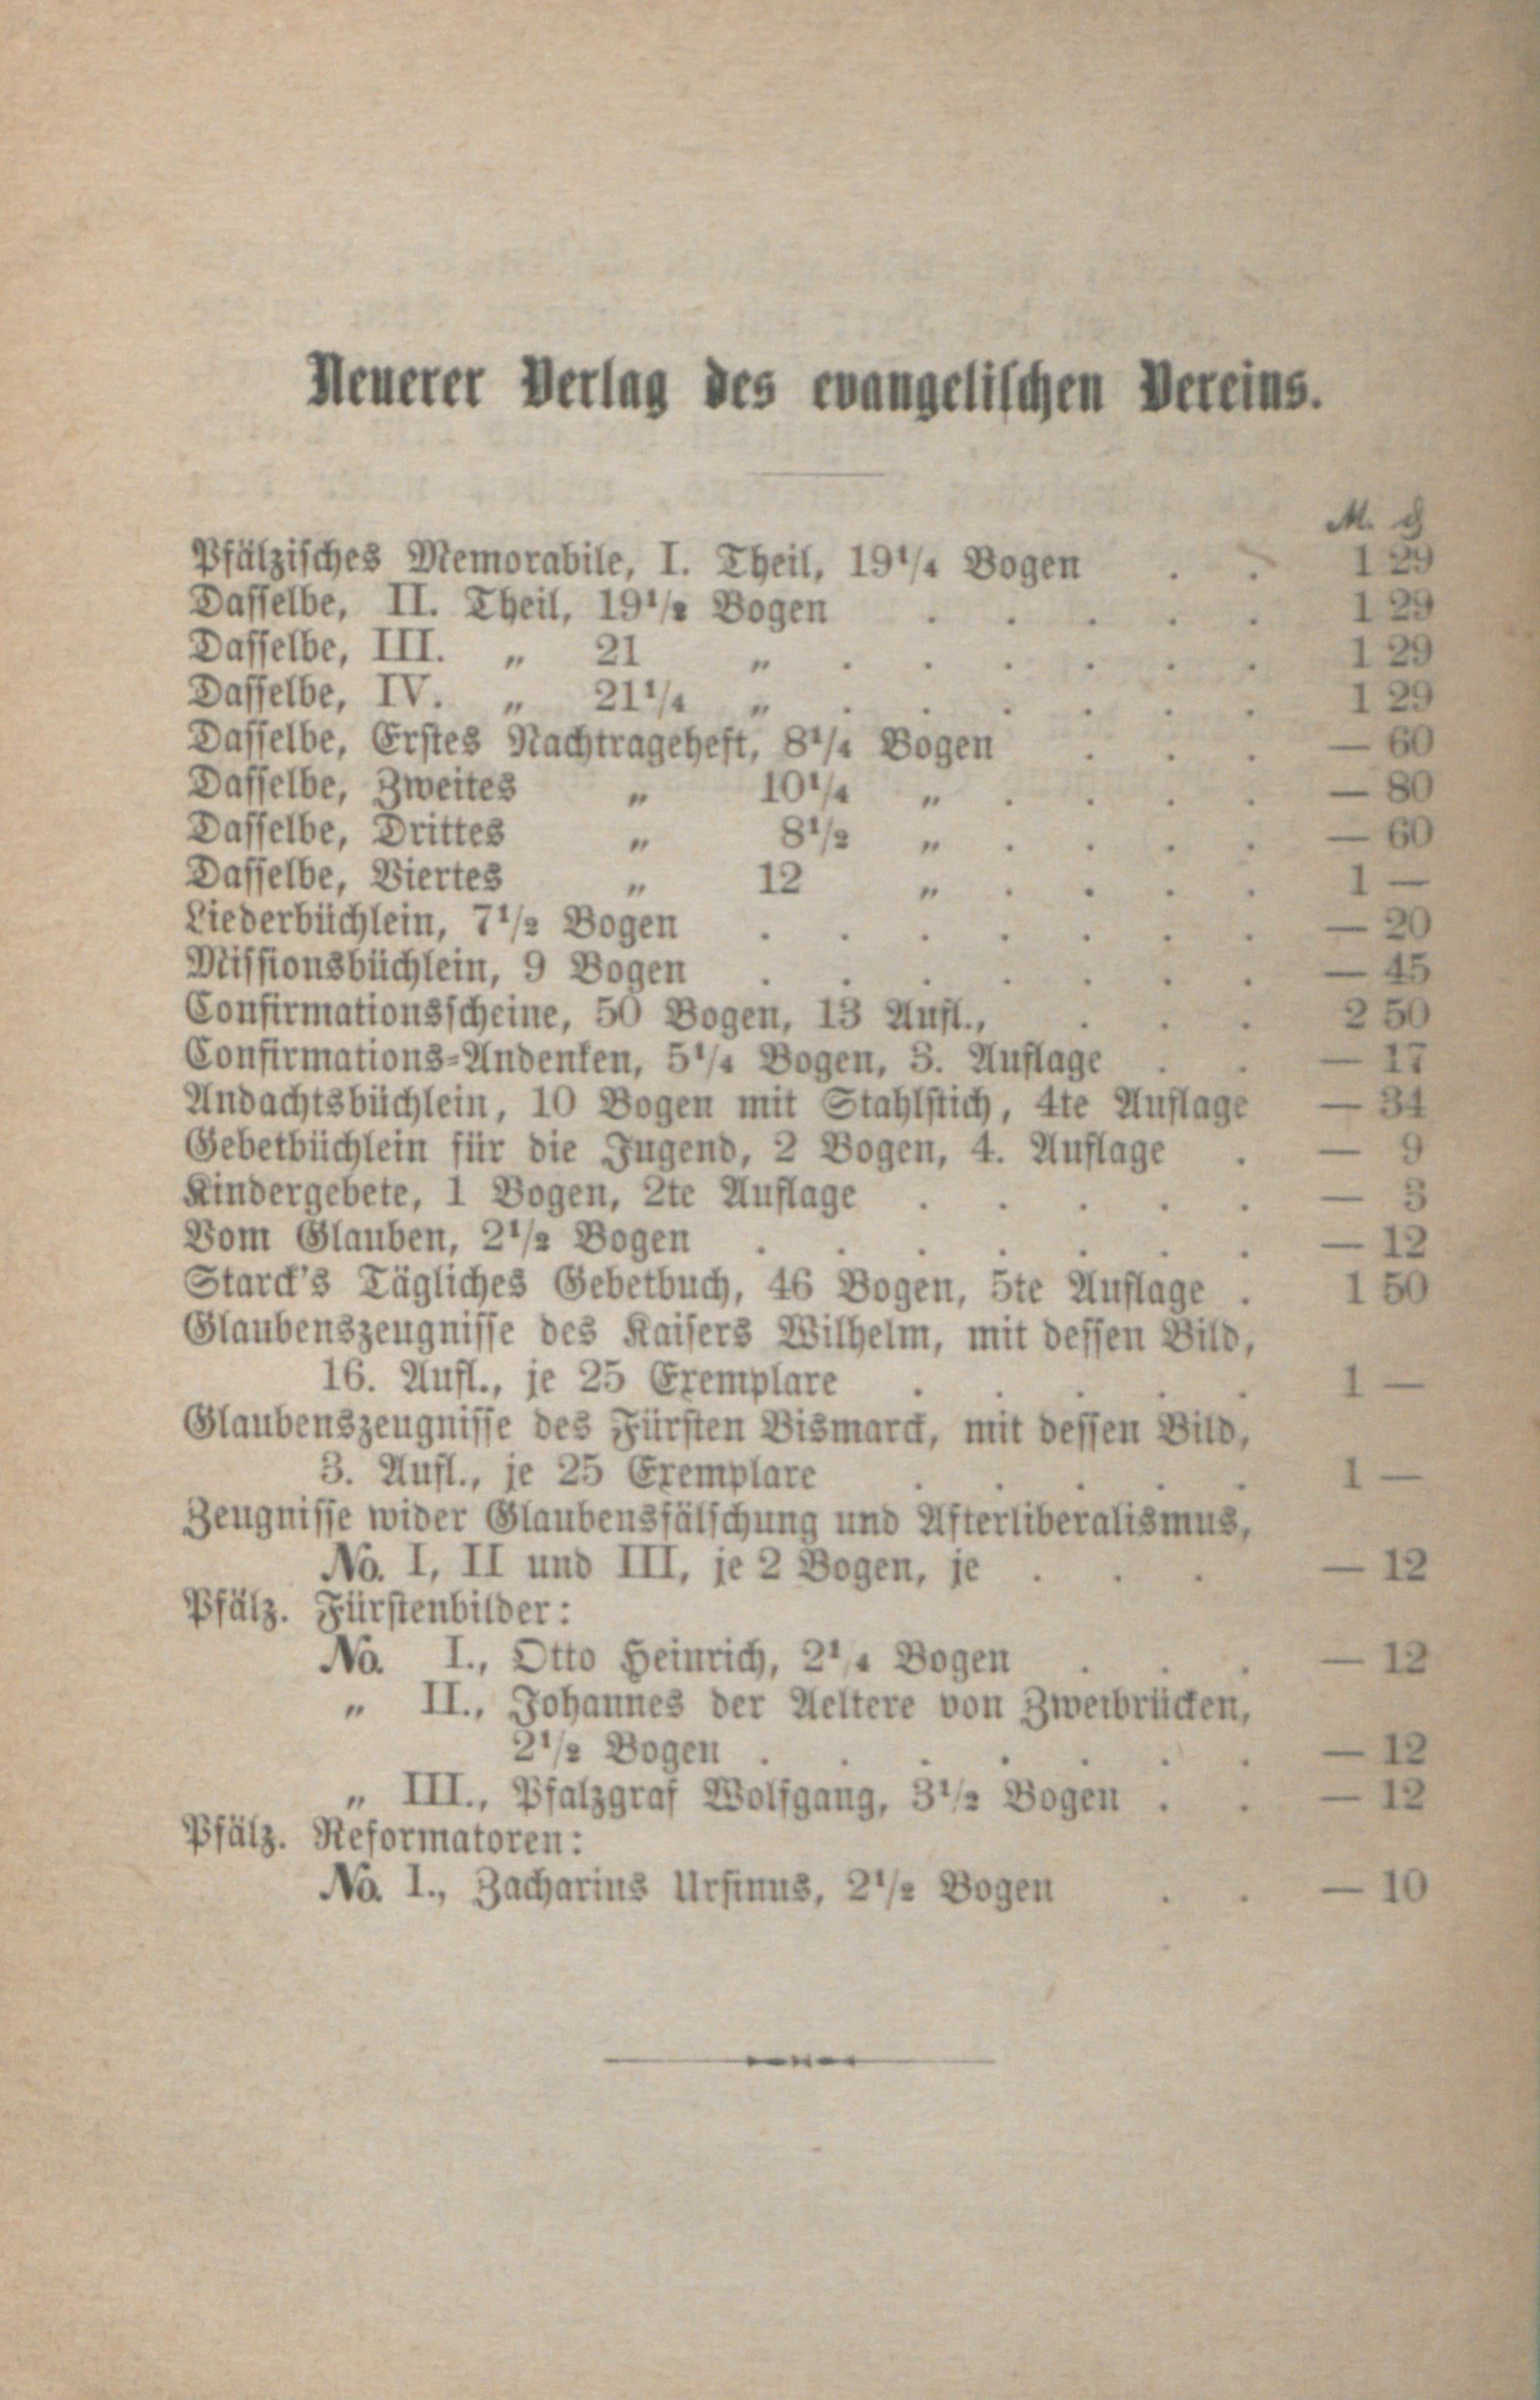 Neuerer Verlag des evangelischen Vereins.
M. ₰
Pfälzisches Memorabile, I. Theil, 19¹/₄ Bogen . . 1 29
Dasselbe, II. Theil, 19¹/₂ Bogen . . . . . 1 29
Dasselbe, III. „ 21 „ . . . . . . 1 29
Dasselbe, IV. „ 21¹/₄ „ . . . . . . 1 29
Dasselbe, Erstes Nachtrageheft, 8¹/₄ Bogen . . . — 60
Dasselbe, Zweites „ 10¹/₄ „ . . . . — 80
Dasselbe, Drittes „ 8¹/₂ „ . . . . — 60
Dasselbe, Viertes „ 12 „ . . . . 1 —
Liederbüchlein, 7¹/₂ Bogen . . . . . . . — 20
Missionsbüchlein, 9 Bogen . . . . . . . — 45
Confirmationsscheine, 50 Bogen, 13 Aufl., . . . 2 50
Confirmations-Andenken, 5¹/₄ Bogen, 3. Auflage . . — 17
Andachtsbüchlein, 10 Bogen mit Stahlstich, 4te Auflage — 34
Gebetbüchlein für die Jugend, 2 Bogen, 4. Auflage . — 9
Kindergebete, 1 Bogen, 2te Auflage . . . . . — 3
Vom Glauben, 2¹/₂ Bogen . . . . . . . — 12
Starck's Tägliches Gebetbuch, 46 Bogen, 5te Auflage . 1 50
Glaubenszeugnisse des Kaisers Wilhelm, mit dessen Bild,
16. Aufl., je 25 Exemplare . . . . . 1 —
Glaubenszeugnisse des Fürsten Bismarck, mit dessen Bild,
3. Aufl., je 25 Exemplare . . . . . 1 —
Zeugnisse wider Glaubensfälschung und Afterliberalismus,
No. I, II und III, je 2 Bogen, je . . . — 12
Pfälz. Fürstenbilder:
No. I., Otto Heinrich, 2¹/₄ Bogen . . . — 12
„ II., Johannes der Aeltere von Zweibrücken,
2¹/₂ Bogen . . . . . . . — 12
„ III., Pfalzgraf Wolfgang, 3¹/₂ Bogen . . — 12
Pfälz. Reformatoren:
No. I., Zacharius Ursinus, 2¹/₂ Bogen . . — 10